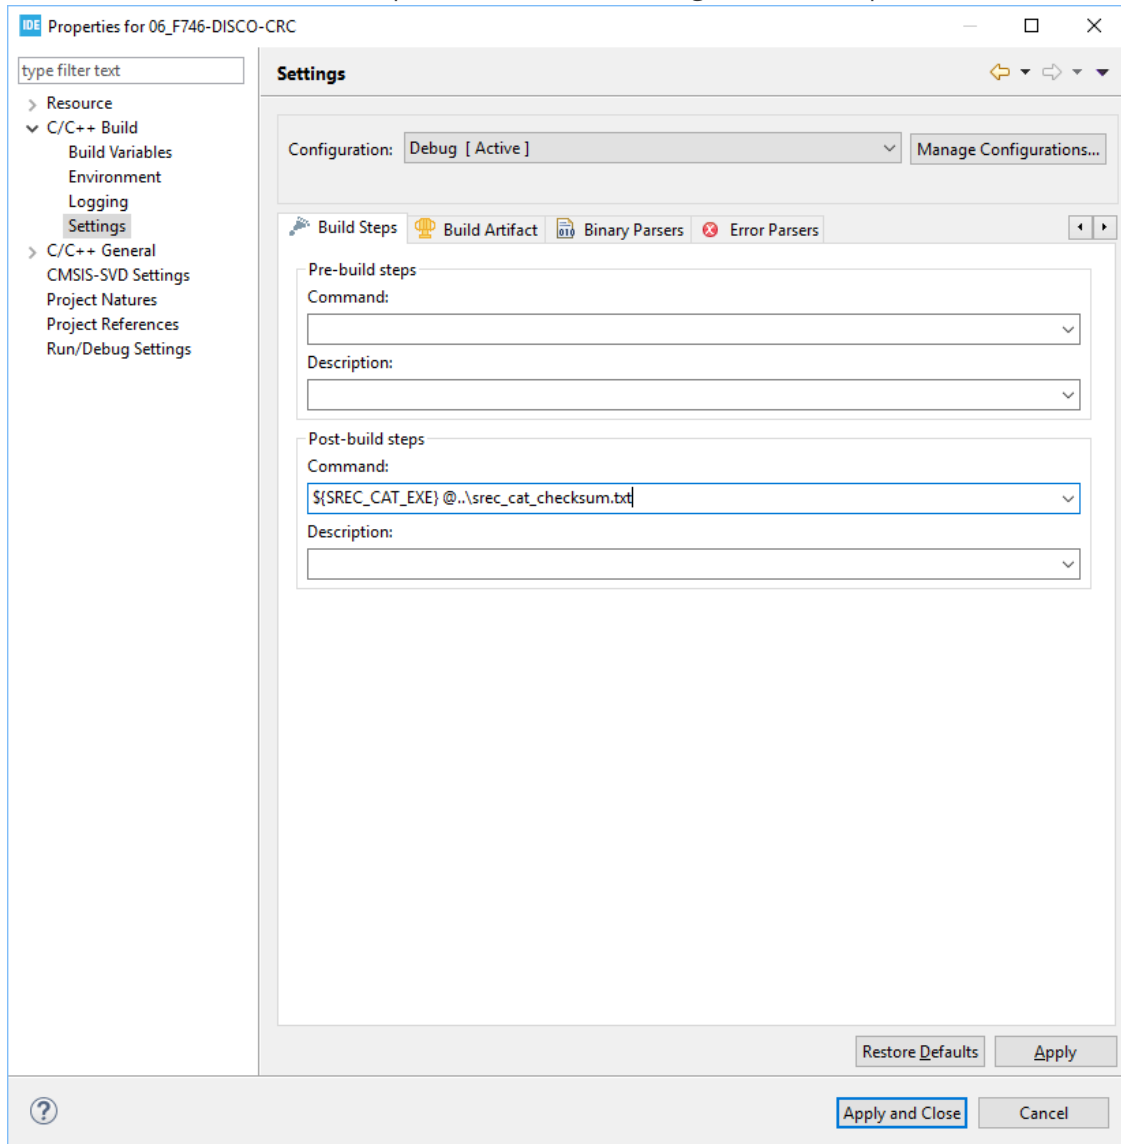 IDE Properties for 06_F746-DISCO-CRC
type filter text
Settings
Resource
C/C++ Build
Build Variables
Environment
Logging
Settings
C/C++ General
CMSIS-SVD Settings
Project Natures
Project References
Run/Debug Settings
Configuration: Debug [ Active ]
Manage Configurations...
Build Steps
Build Artifact
010 Binary Parsers
Error Parsers
Pre-build steps
Command:
Description:
Post-build steps
Command:
${SREC_CAT_EXE} @..\srec_cat_checksum.txt
Description:
Restore Defaults
Apply
Apply and Close
Cancel